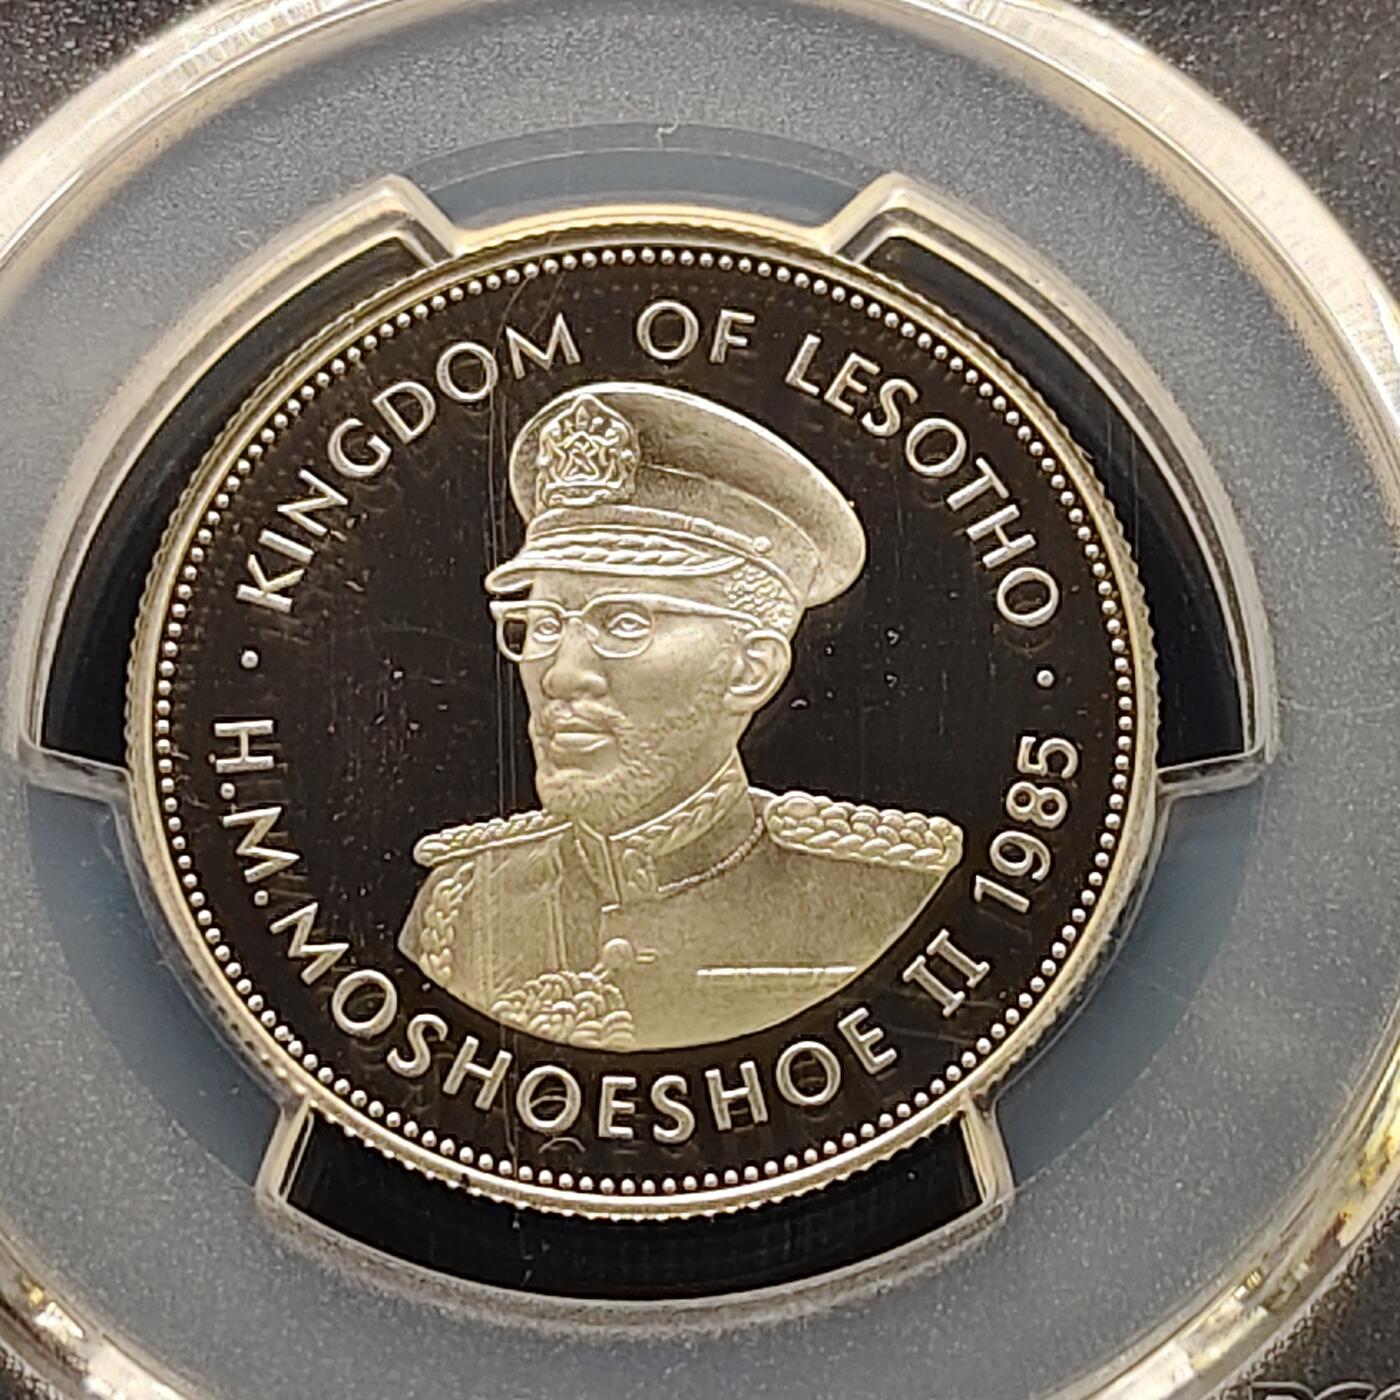 · KINGDOM OF LESOTHO ·
H.M. MOSHOESHOE II 1985